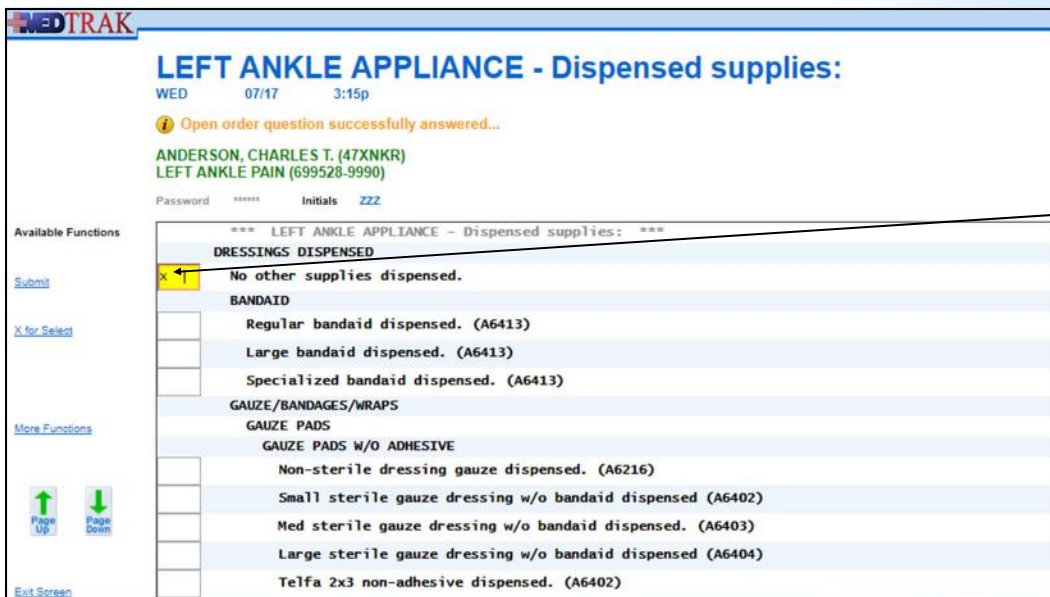 MEDTRAK
LEFT ANKLE APPLIANCE - Dispensed supplies:
WED 07/17 3:15p
i Open order question successfully answered...
ANDERSON, CHARLES T. (47XNKR)
LEFT ANKLE PAIN (699528-9990)
Password ****** Initials ZZZ
Available Functions
*** LEFT ANKLE APPLIANCE - Dispensed supplies: ***
DRESSINGS DISPENSED
Submit
x No other supplies dispensed.
BANDAID
X for Select
Regular bandaid dispensed. (A6413)
Large bandaid dispensed. (A6413)
Specialized bandaid dispensed. (A6413)
GAUZE/BANDAGES/WRAPS
More Functions
GAUZE PADS
GAUZE PADS W/O ADHESIVE
Non-sterile dressing gauze dispensed. (A6216)
Small sterile gauze dressing w/o bandaid dispensed (A6402)
Page Up
Page Down
Med sterile gauze dressing w/o bandaid dispensed. (A6403)
Large sterile gauze dressing w/o bandaid dispensed (A6404)
Exit Screen
Telfa 2x3 non-adhesive dispensed. (A6402)